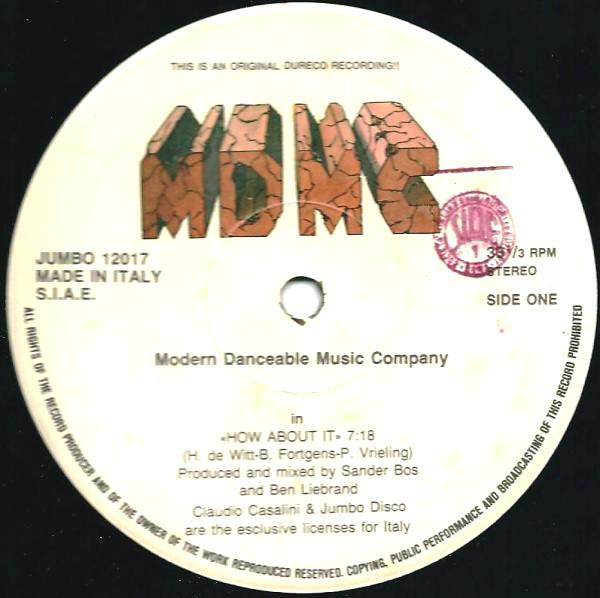 THIS IS AN ORIGINAL DURECO RECORDING!!
MDMC
JUMBO 12017
MADE IN ITALY
S.I.A.E.
33 1/3 RPM
STEREO
SIDE ONE
Modern Danceable Music Company
in
«HOW ABOUT IT» 7:18
(H. de Witt-B. Fortgens-P. Vrieling)
Produced and mixed by Sander Bos
and Ben Liebrand
Claudio Casalini & Jumbo Disco
are the esclusive licenses for Italy
ALL RIGHTS OF THE RECORD PRODUCER AND OF THE OWNER OF THE WORK REPRODUCED RESERVED. COPYING, PUBLIC PERFORMANCE AND BROADCASTING OF THIS RECORD PROHIBITED